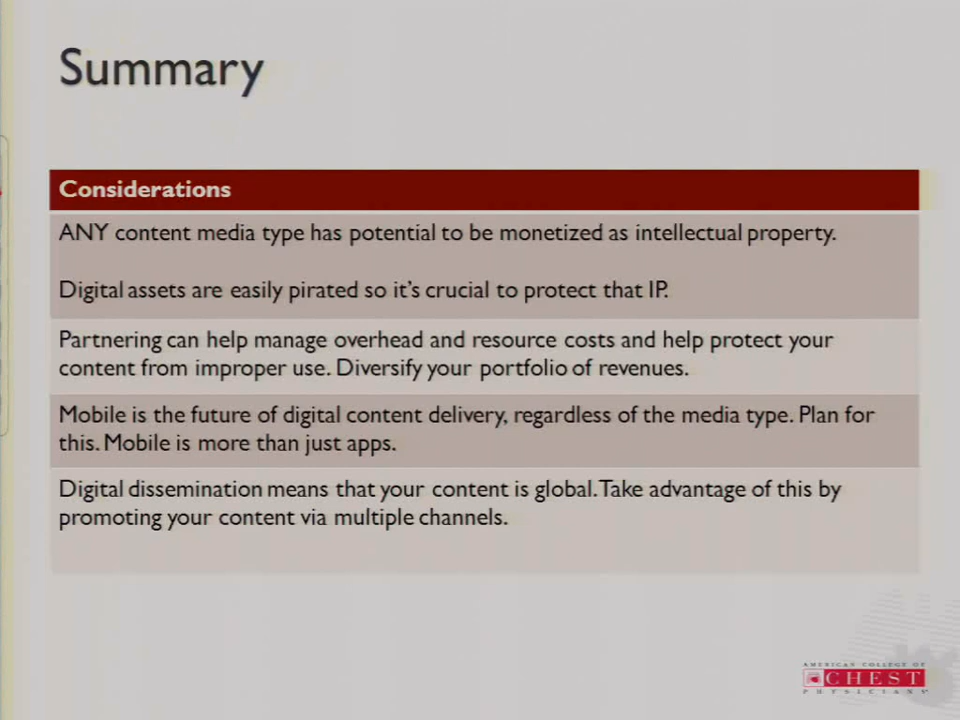 Summary
Considerations
ANY content media type has potential to be monetized as intellectual property.
Digital assets are easily pirated so it's crucial to protect that IP.
Partnering can help manage overhead and resource costs and help protect your
content from improper use. Diversify your portfolio of revenues.
Mobile is the future of digital content delivery, regardless of the media type. Plan for
this. Mobile is more than just apps.
Digital dissemination means that your content is global. Take advantage of this by
promoting your content via multiple channels.
AMERICAN COLLEGE OF
CHEST
PHYSICIANS